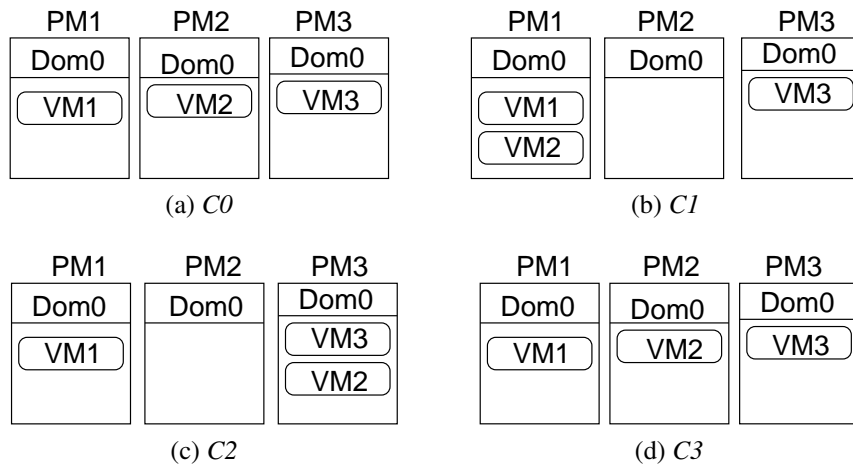 PM1 PM2 PM3
Dom0 Dom0 Dom0
VM1 VM2 VM3
(a) C0
PM1 PM2 PM3
Dom0 Dom0 Dom0
VM1 VM3
VM2
(b) C1
PM1 PM2 PM3
Dom0 Dom0 Dom0
VM1 VM3
VM2
(c) C2
PM1 PM2 PM3
Dom0 Dom0 Dom0
VM1 VM2 VM3
(d) C3